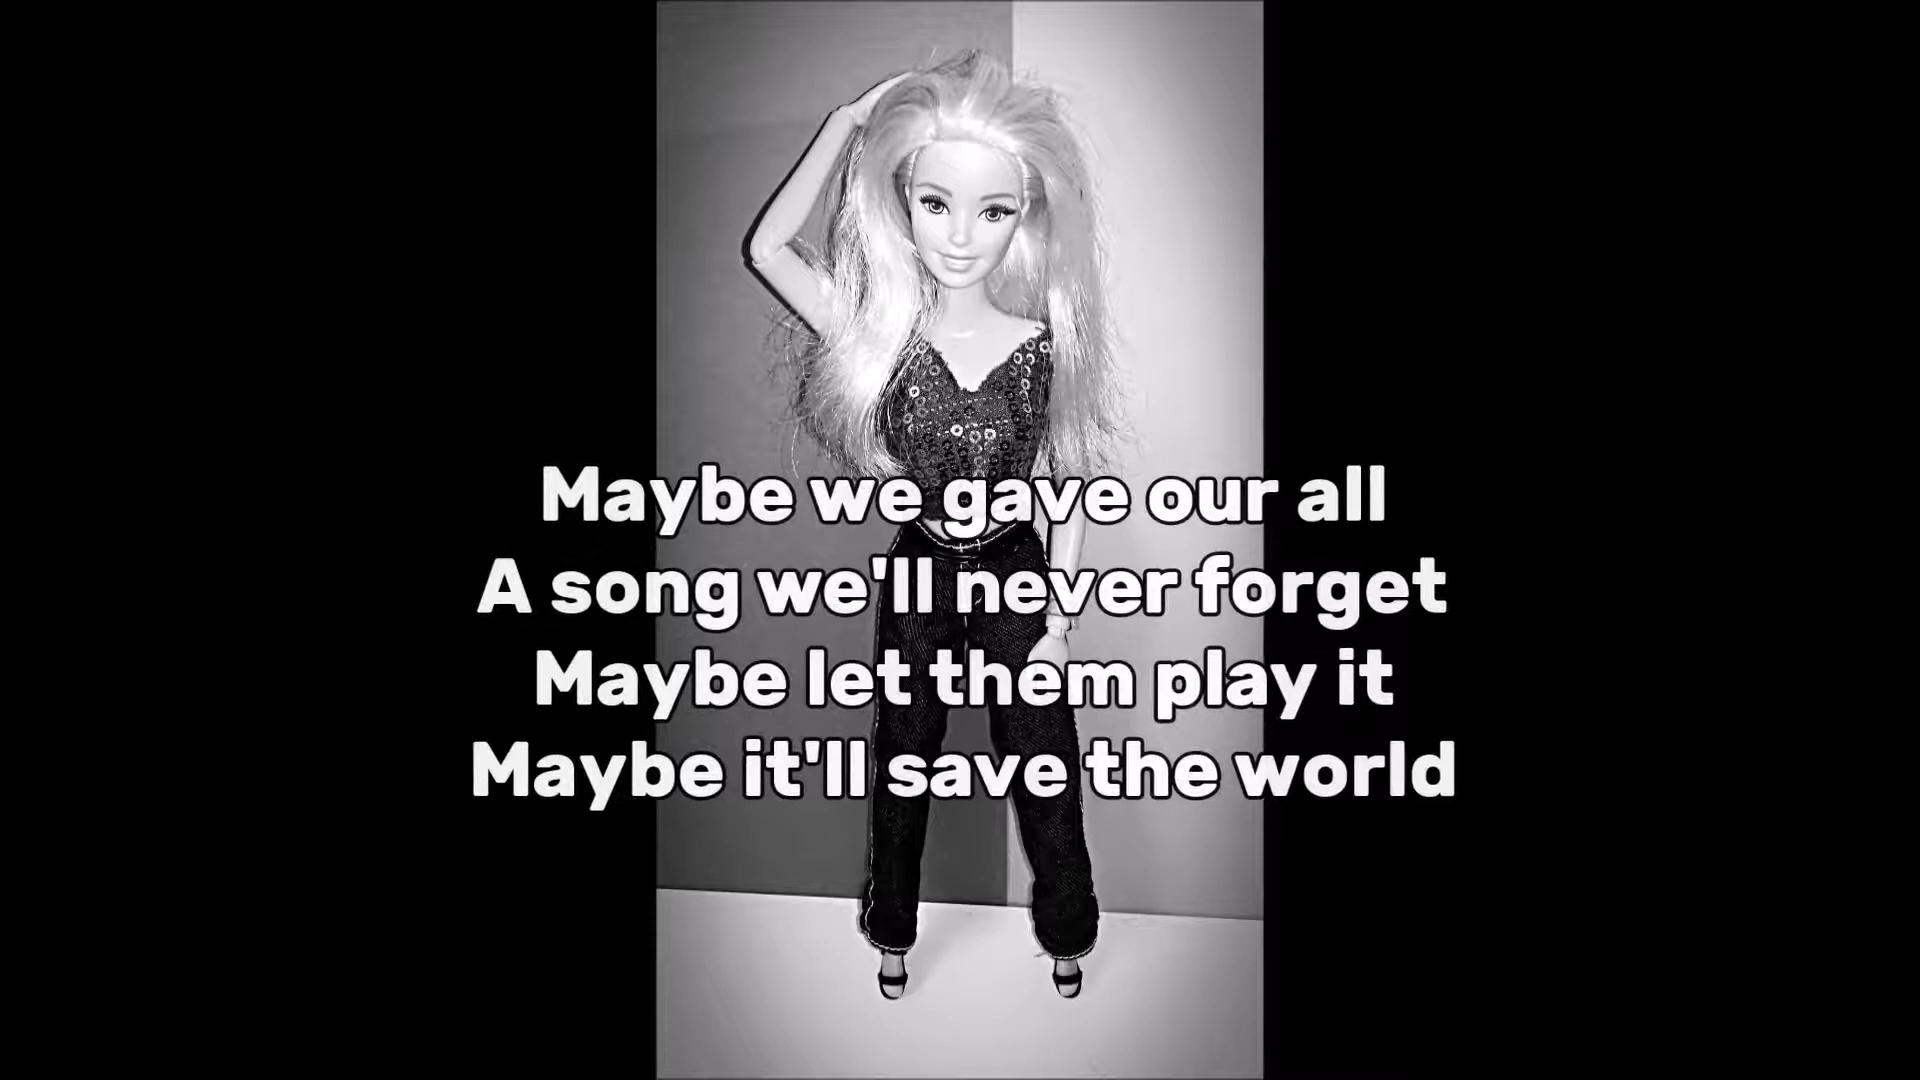 Maybe we gave our all
A song we'll never forget
Maybe let them play it
Maybe it'll save the world